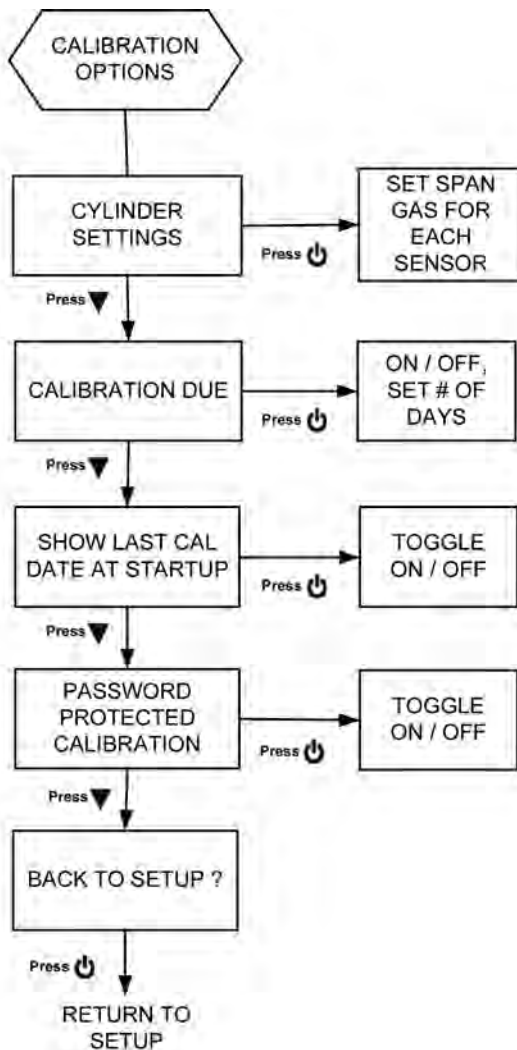 CALIBRATION
OPTIONS
CYLINDER
SETTINGS
Press
SET SPAN
GAS FOR
EACH
SENSOR
Press
CALIBRATION DUE
Press
ON / OFF,
SET # OF
DAYS
Press
SHOW LAST CAL
DATE AT STARTUP
Press
TOGGLE
ON / OFF
Press
PASSWORD
PROTECTED
CALIBRATION
Press
TOGGLE
ON / OFF
Press
BACK TO SETUP ?
Press
RETURN TO
SETUP